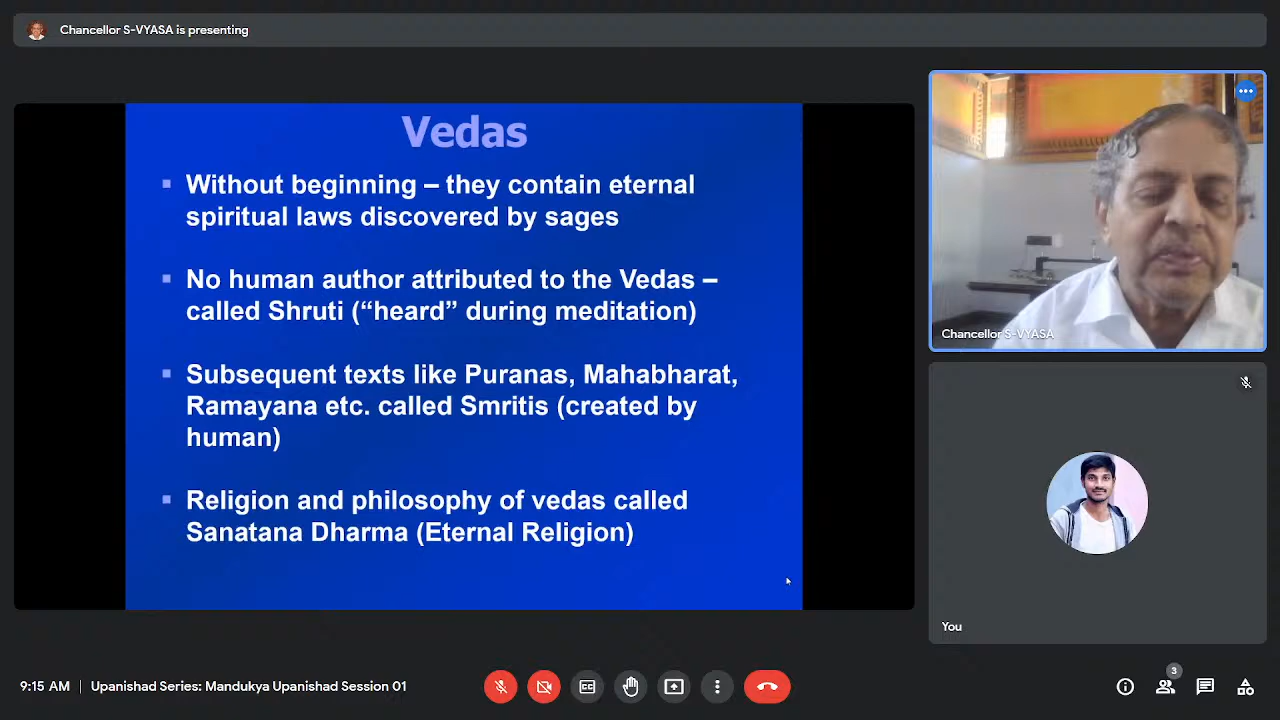 Chancellor S-VYASA is presenting
Vedas
Without beginning – they contain eternal
spiritual laws discovered by sages
No human author attributed to the Vedas –
called Shruti (“heard” during meditation)
Subsequent texts like Puranas, Mahabharat,
Ramayana etc. called Smritis (created by
human)
Religion and philosophy of vedas called
Sanatana Dharma (Eternal Religion)
Chancellor S-VYASA
You
9:15 AM | Upanishad Series: Mandukya Upanishad Session 01
3